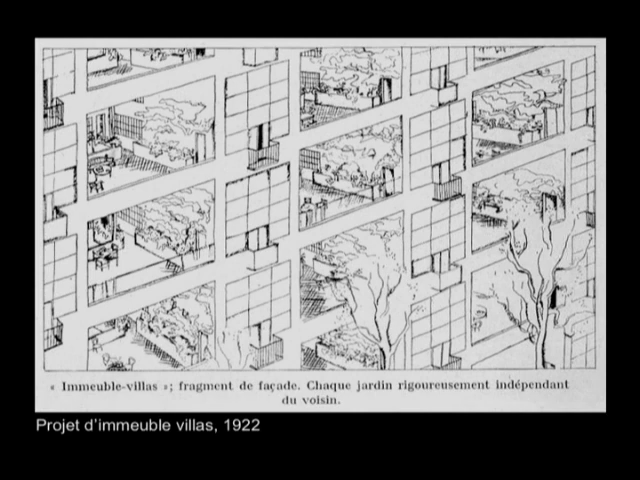 « Immeuble-villas »; fragment de façade. Chaque jardin rigoureusement indépendant
du voisin.
Projet d'immeuble villas, 1922